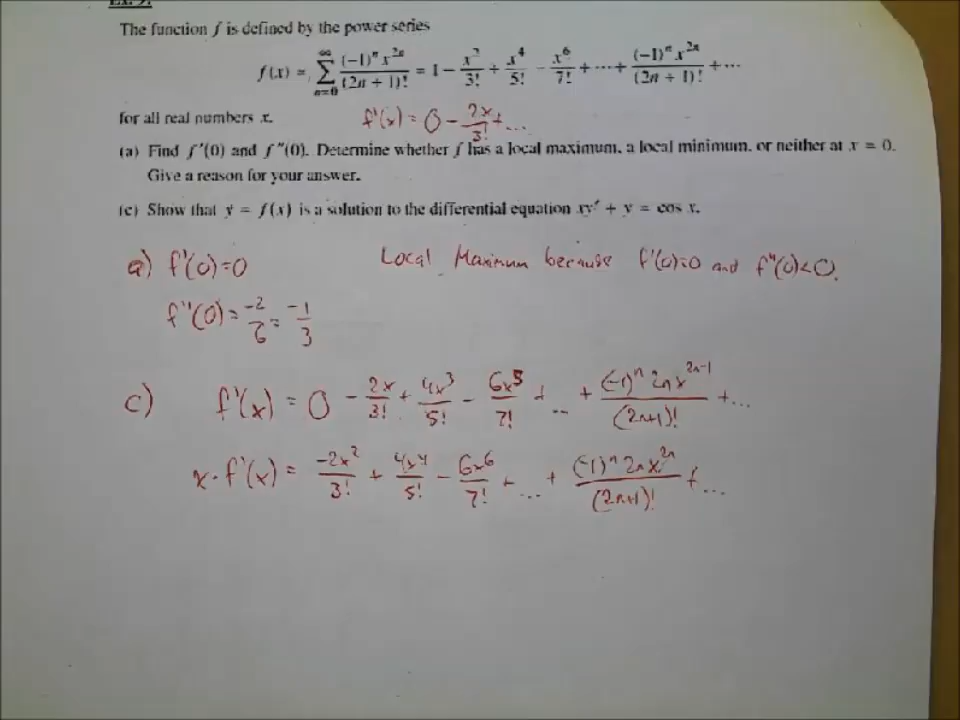 Ex. 9:
The function f is defined by the power series
f(x) = ∑_{n=0}^{∞} (-1)^n x^{2n} / (2n + 1)! = 1 - x^2/3! + x^4/5! - x^6/7! + ··· + (-1)^n x^{2n} / (2n + 1)! + ···
for all real numbers x.
f'(x) = 0 - 2x/3! + ...
(a) Find f'(0) and f''(0). Determine whether f has a local maximum, a local minimum, or neither at x = 0.
Give a reason for your answer.
(c) Show that y = f(x) is a solution to the differential equation xy' + y = cos x.
a) f'(0)=0 Local Maximum because f'(0)=0 and f''(0)<0.
f''(0) = -2/6 = -1/3
c) f'(x) = 0 - 2x/3! + 4x^3/5! - 6x^5/7! + ... + (-1)^n 2n x^{2n-1} / (2n+1)! + ...
x · f'(x) = -2x^2/3! + 4x^4/5! - 6x^6/7! + ... + (-1)^n 2n x^{2n} / (2n+1)! + ...